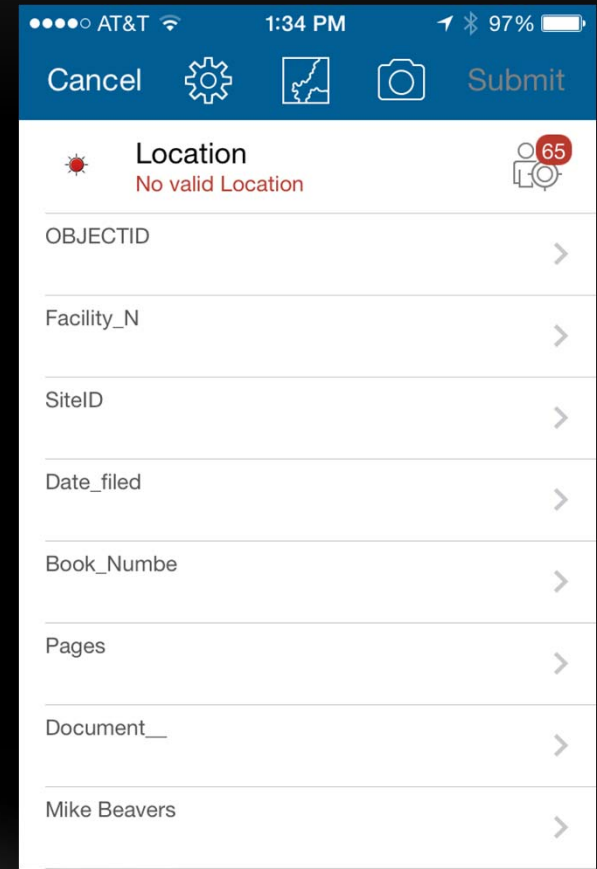 AT&T 1:34 PM 97%
Cancel Submit
Location 65
No valid Location
OBJECTID
Facility_N
SiteID
Date_filed
Book_Numbe
Pages
Document__
Mike Beavers